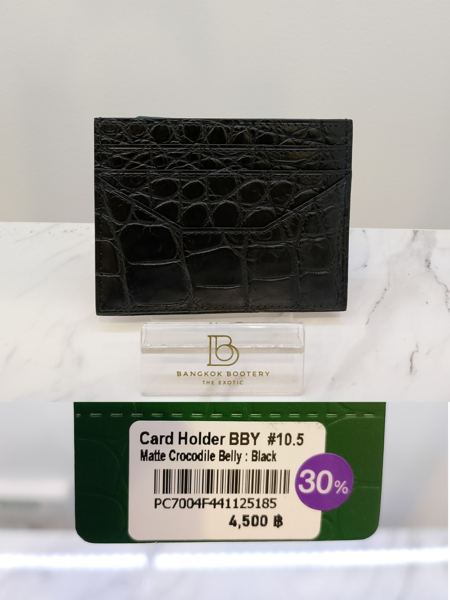 B
BANGKOK BOOTERY
THE EXOTIC
Card Holder BBY #10.5
Matte Crocodile Belly : Black
30%
PC7004F441125185
4,500 ฿